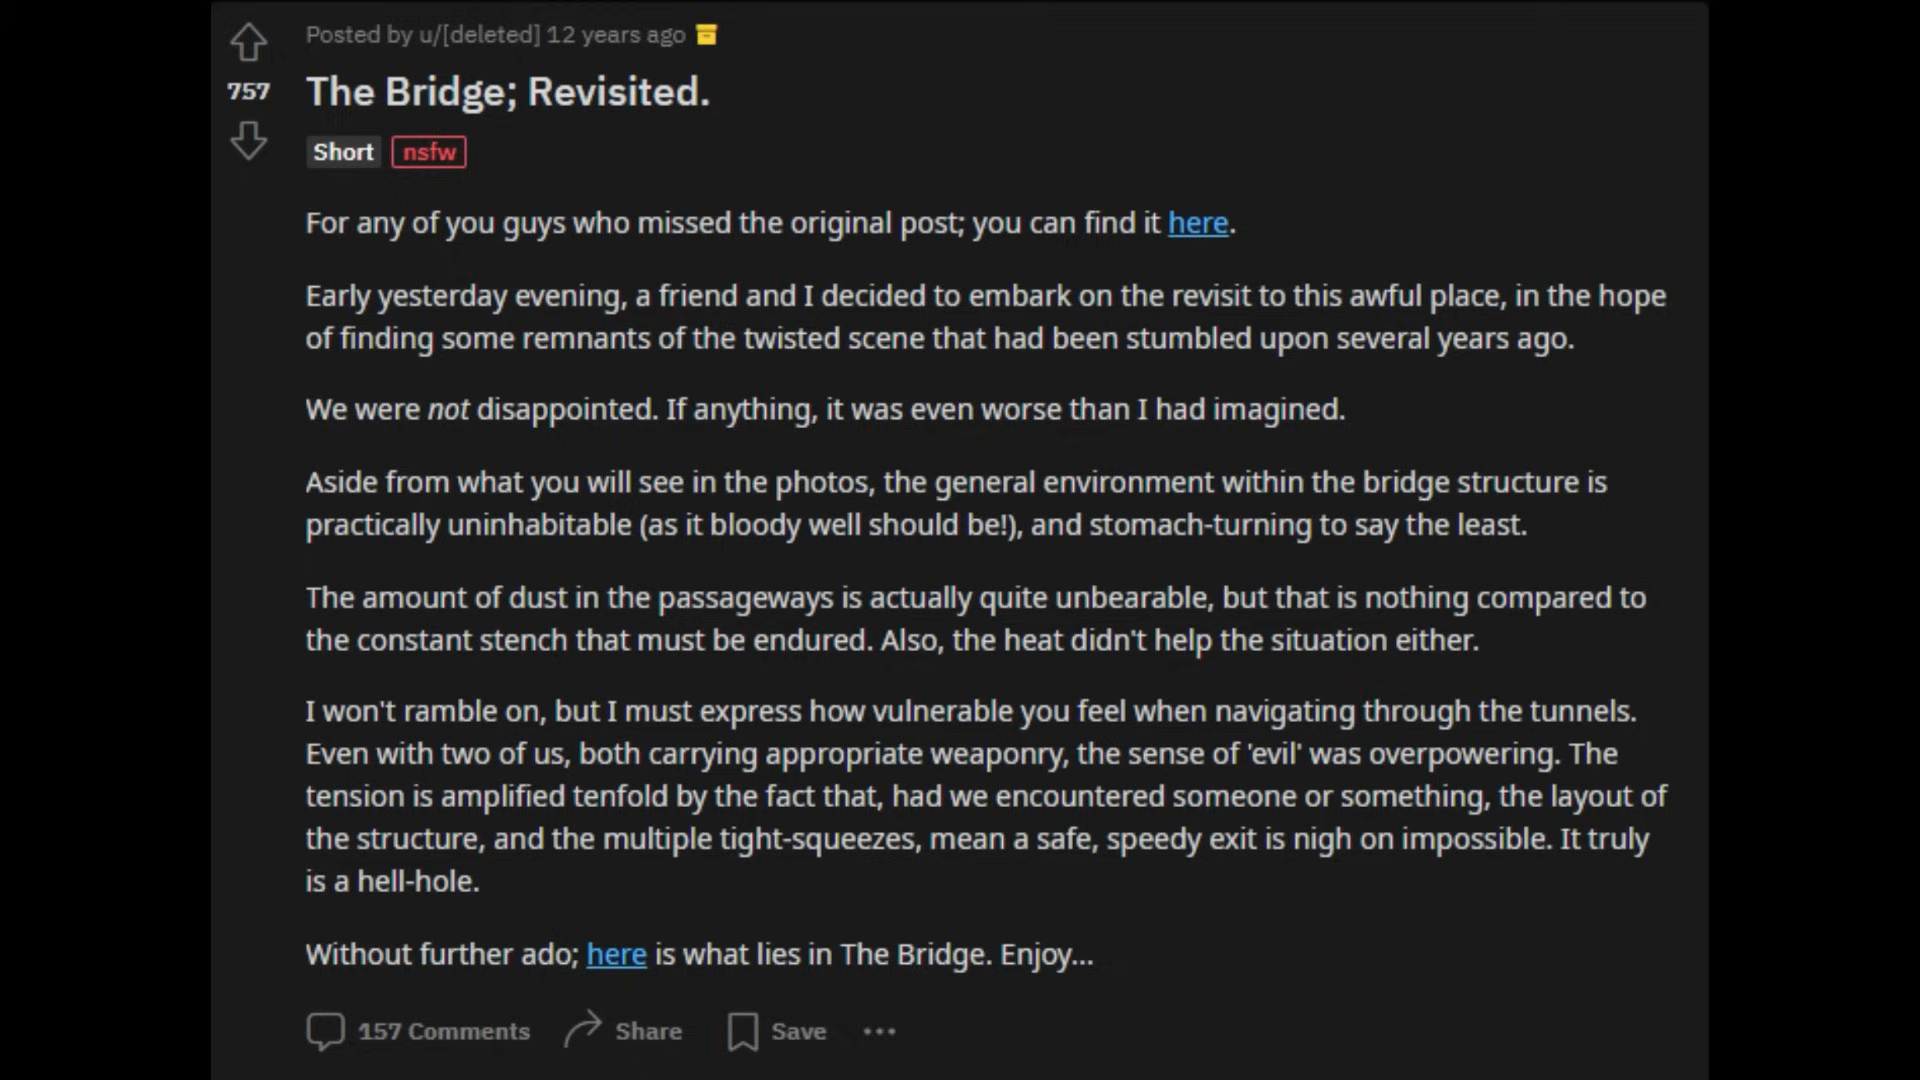 Posted by u/[deleted] 12 years ago
757
The Bridge; Revisited.
Short nsfw
For any of you guys who missed the original post; you can find it here.
Early yesterday evening, a friend and I decided to embark on the revisit to this awful place, in the hope
of finding some remnants of the twisted scene that had been stumbled upon several years ago.
We were not disappointed. If anything, it was even worse than I had imagined.
Aside from what you will see in the photos, the general environment within the bridge structure is
practically uninhabitable (as it bloody well should be!), and stomach-turning to say the least.
The amount of dust in the passageways is actually quite unbearable, but that is nothing compared to
the constant stench that must be endured. Also, the heat didn't help the situation either.
I won't ramble on, but I must express how vulnerable you feel when navigating through the tunnels.
Even with two of us, both carrying appropriate weaponry, the sense of 'evil' was overpowering. The
tension is amplified tenfold by the fact that, had we encountered someone or something, the layout of
the structure, and the multiple tight-squeezes, mean a safe, speedy exit is nigh on impossible. It truly
is a hell-hole.
Without further ado; here is what lies in The Bridge. Enjoy...
157 Comments Share Save